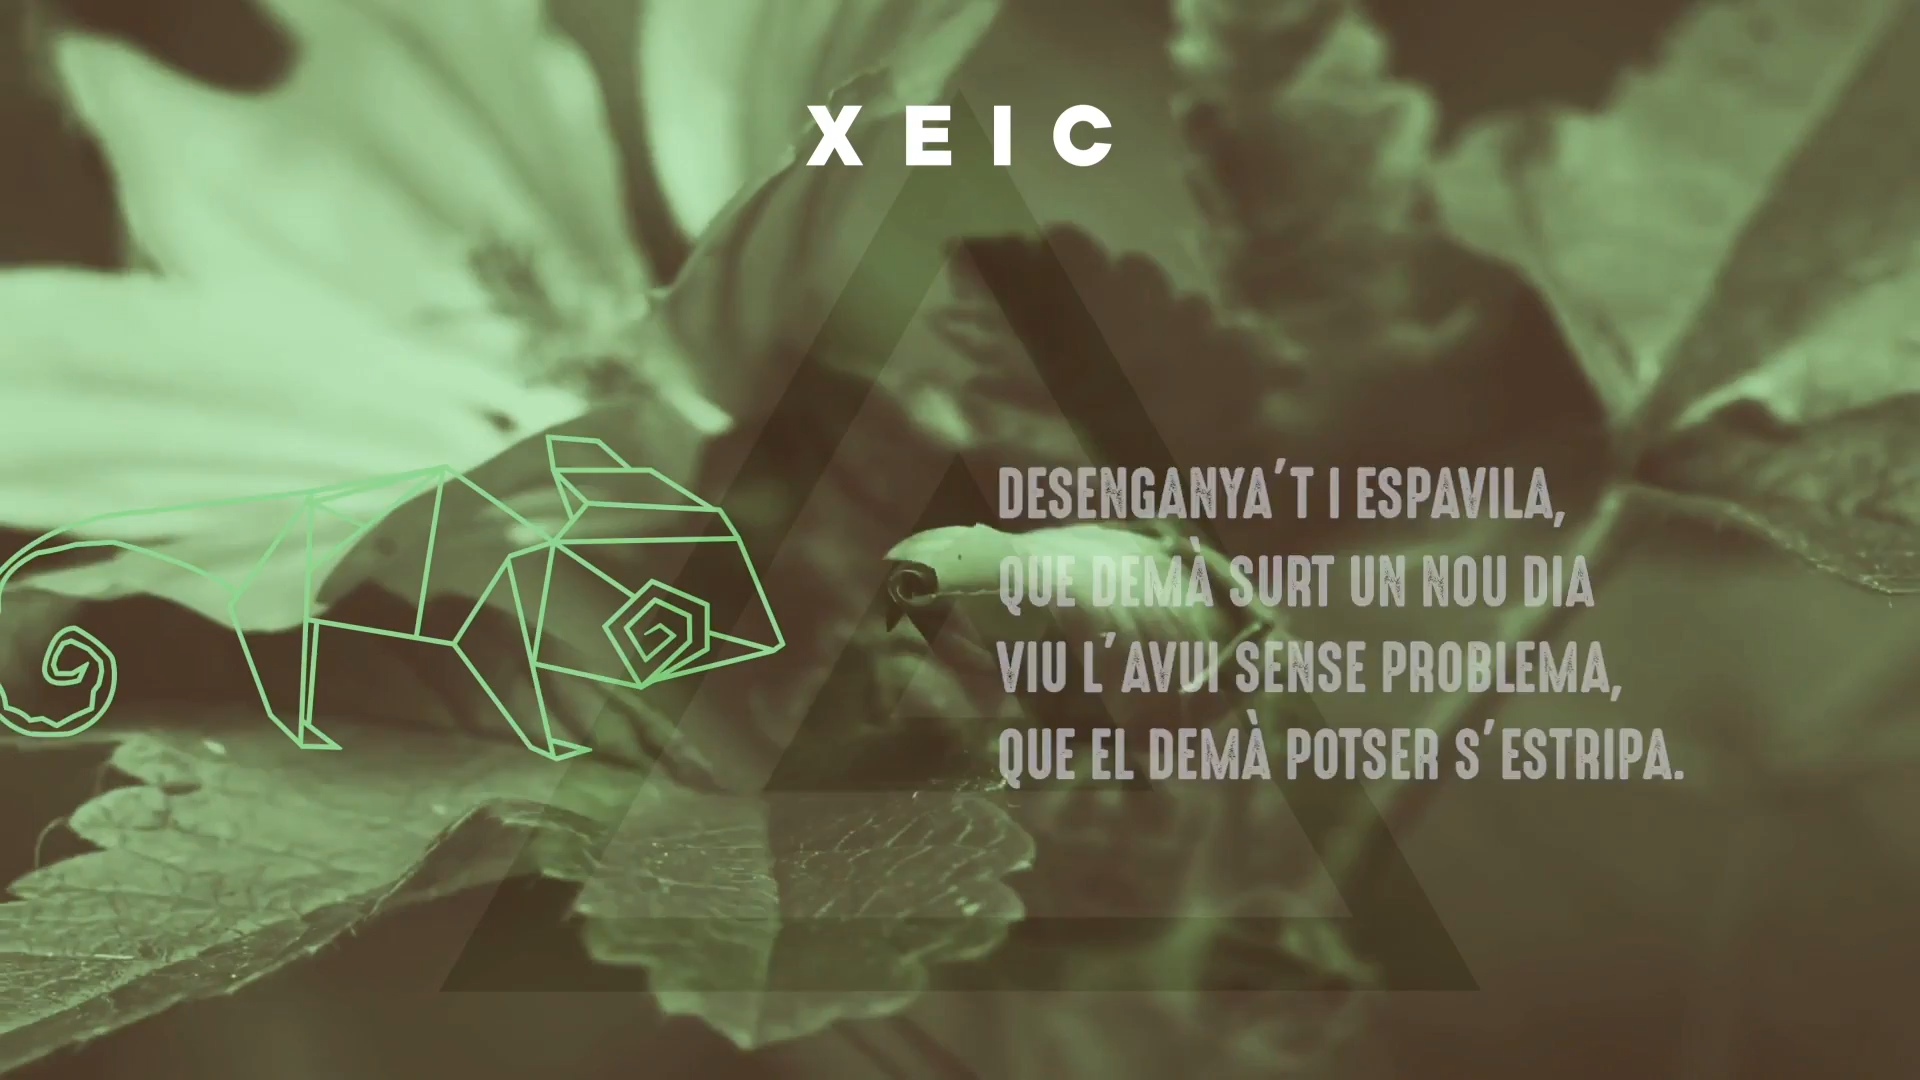 XEIC
DESENGANYA'T I ESPAVILA,
QUE DEMÀ SURT UN NOU DIA
VIU L'AVUI SENSE PROBLEMA,
QUE EL DEMÀ POTSER S'ESTRIPA.